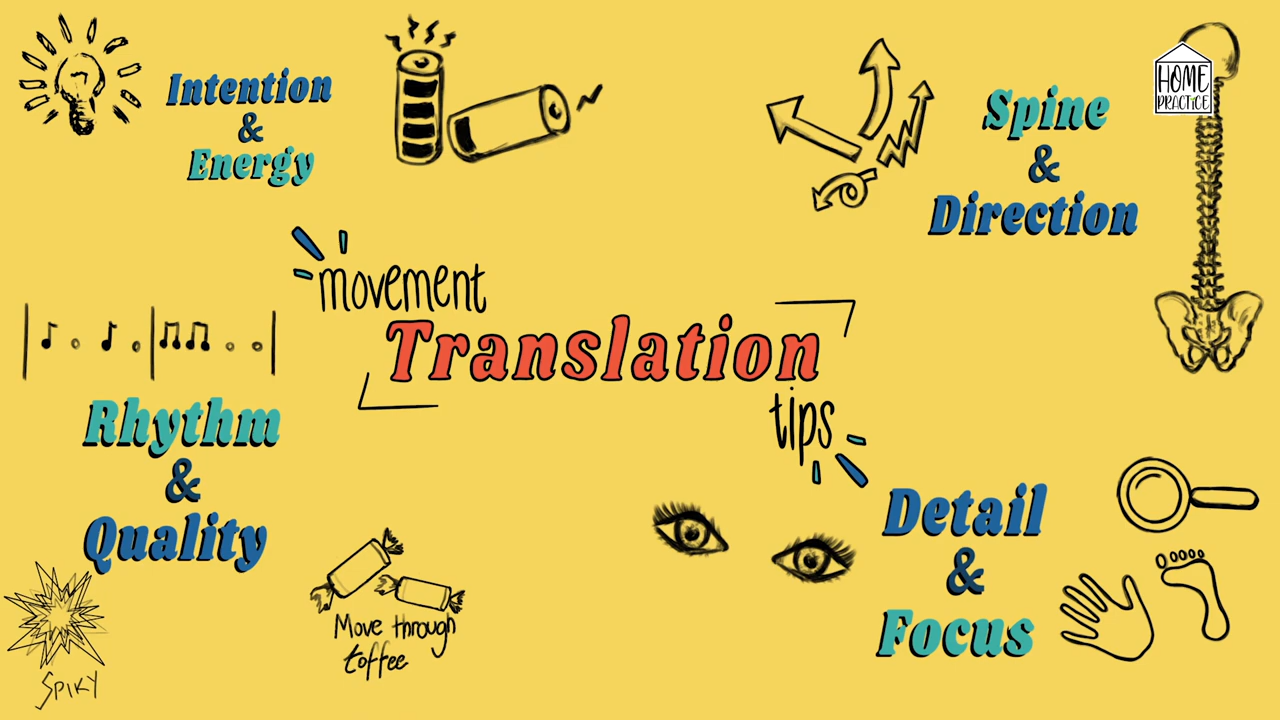 Intention
&
Energy
Spine
&
Direction
HOME
PRACTICE
movement
Translation
tips
Rhythm
&
Quality
SPIKY
Move through
toffee
Detail
&
Focus